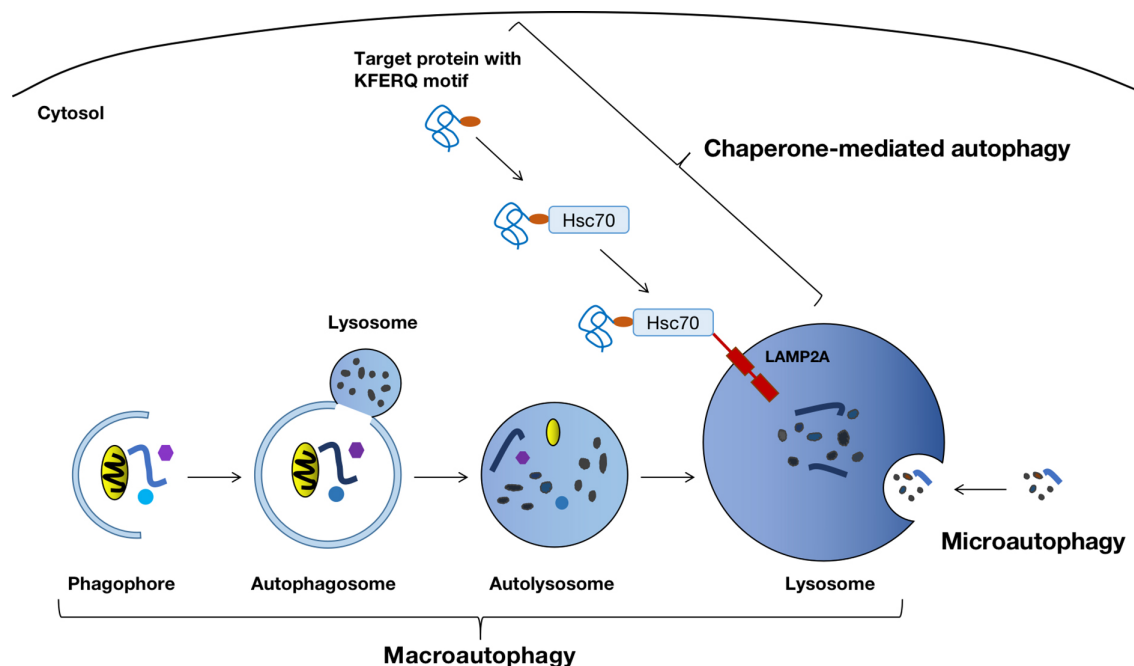 Target protein with
KFERQ motif
Cytosol
Chaperone-mediated autophagy
Hsc70
Hsc70
Lysosome
LAMP2A
Microautophagy
Phagophore
Autophagosome
Autolysosome
Lysosome
Macroautophagy